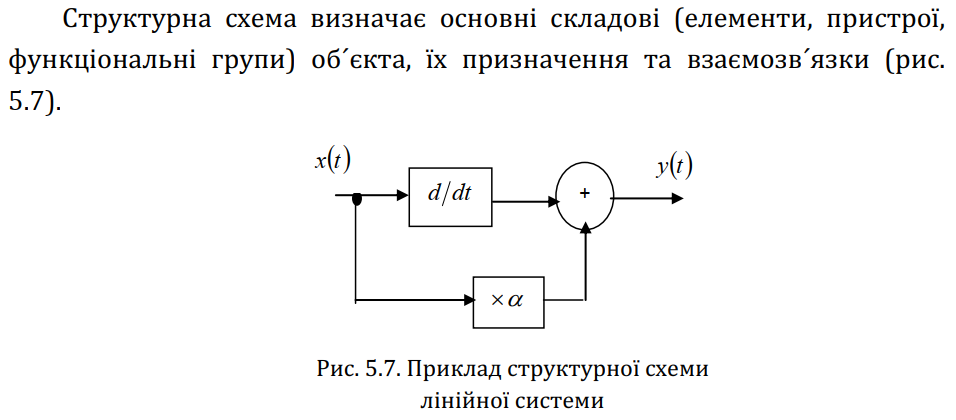 Структурна схема визначає основні складові (елементи, пристрої,
функціональні групи) об´єкта, їх призначення та взаємозв´язки (рис.
5.7).
x(t)
y(t)
d/dt
+
×α
Рис. 5.7. Приклад структурної схеми
лінійної системи